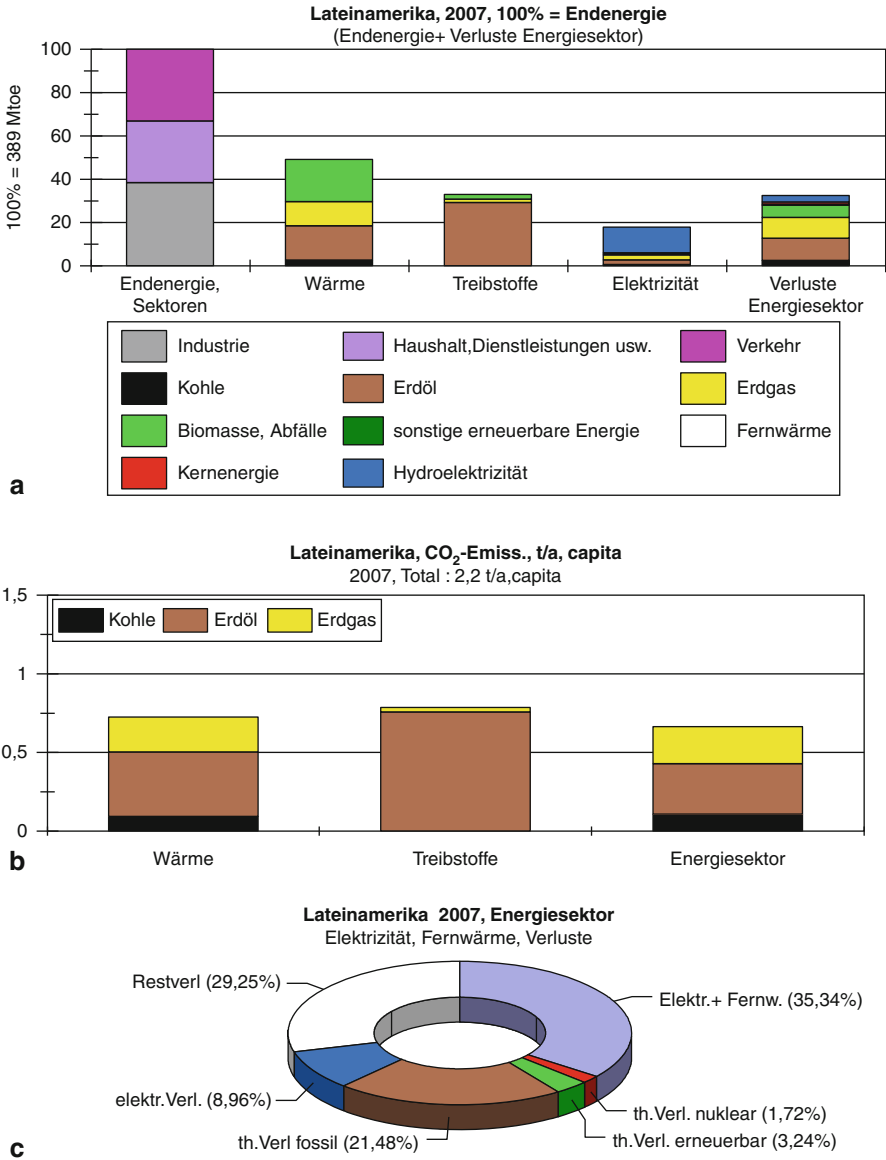 Lateinamerika, 2007, 100% = Endenergie
(Endenergie+ Verluste Energiesektor)
100% = 389 Mtoe
100
80
60
40
20
0
Endenergie,
Sektoren
Wärme
Treibstoffe
Elektrizität
Verluste
Energiesektor
Industrie
Haushalt,Dienstleistungen usw.
Verkehr
Kohle
Erdöl
Erdgas
Biomasse, Abfälle
sonstige erneuerbare Energie
Fernwärme
Kernenergie
Hydroelektrizität
a
Lateinamerika, CO₂-Emiss., t/a, capita
2007, Total : 2,2 t/a,capita
1,5
1
0,5
0
Kohle Erdöl Erdgas
Wärme
Treibstoffe
Energiesektor
b
Lateinamerika 2007, Energiesektor
Elektrizität, Fernwärme, Verluste
Restverl (29,25%)
Elektr.+ Fernw. (35,34%)
elektr.Verl. (8,96%)
th.Verl. nuklear (1,72%)
th.Verl fossil (21,48%)
th.Verl. erneuerbar (3,24%)
c